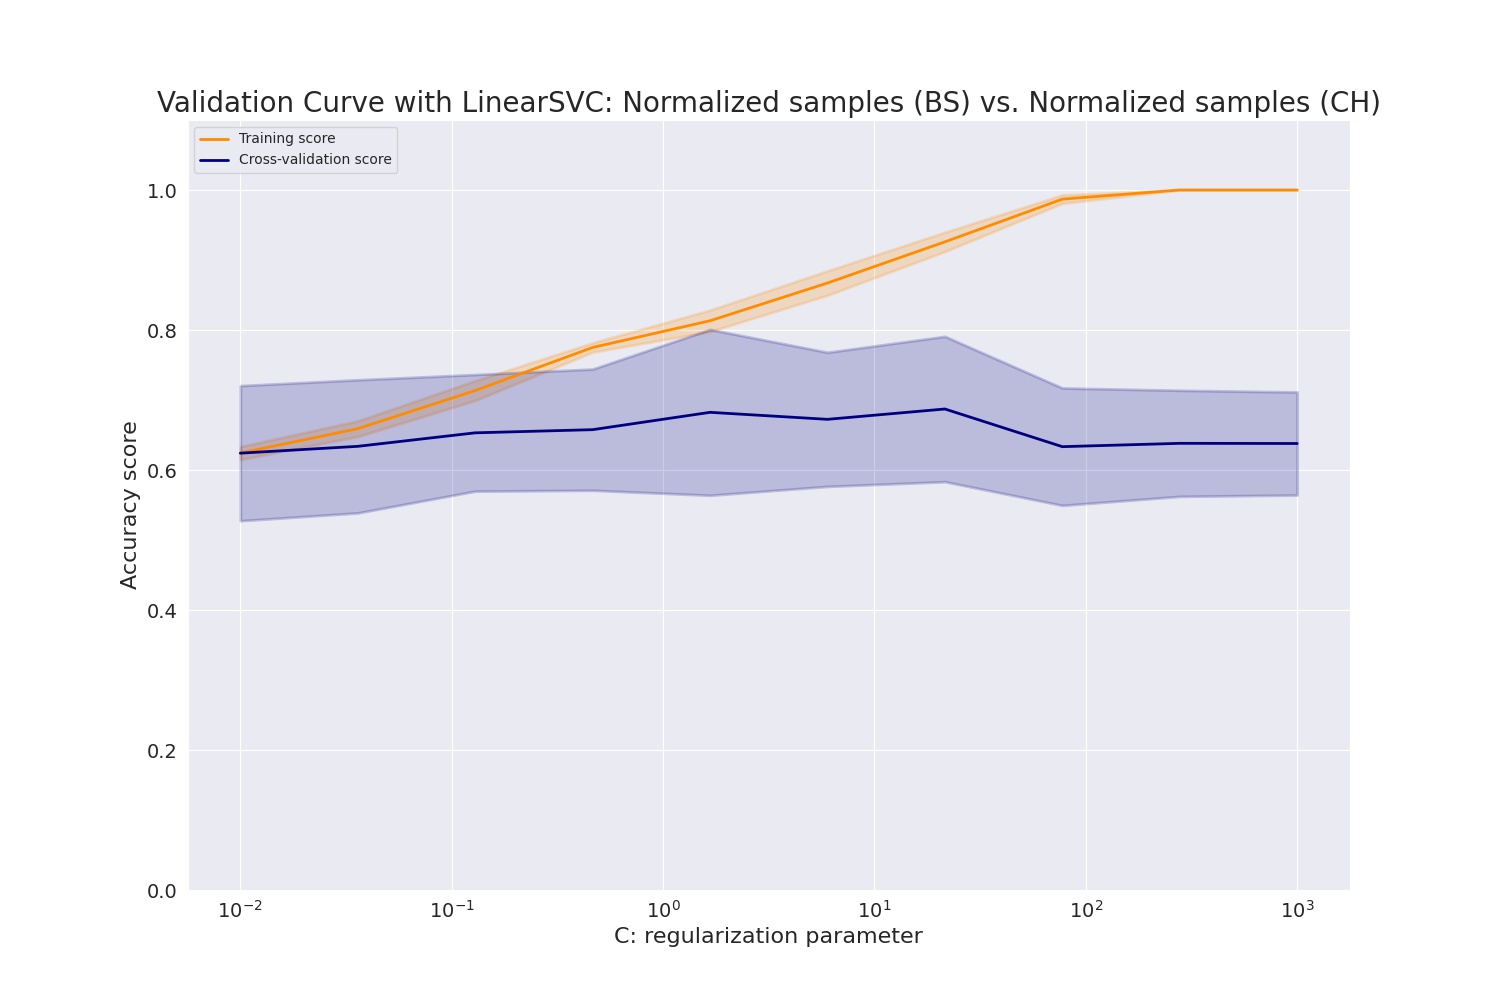 Validation Curve with LinearSVC: Normalized samples (BS) vs. Normalized samples (CH)
Training score
Cross-validation score
1.0
0.8
0.6
0.4
0.2
0.0
Accuracy score
10⁻² 10⁻¹ 10⁰ 10¹ 10² 10³
C: regularization parameter